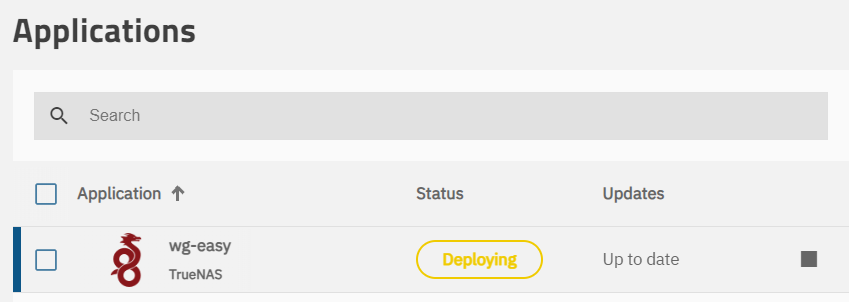 Applications
Search
Application Status Updates
wg-easy
TrueNAS
Deploying
Up to date